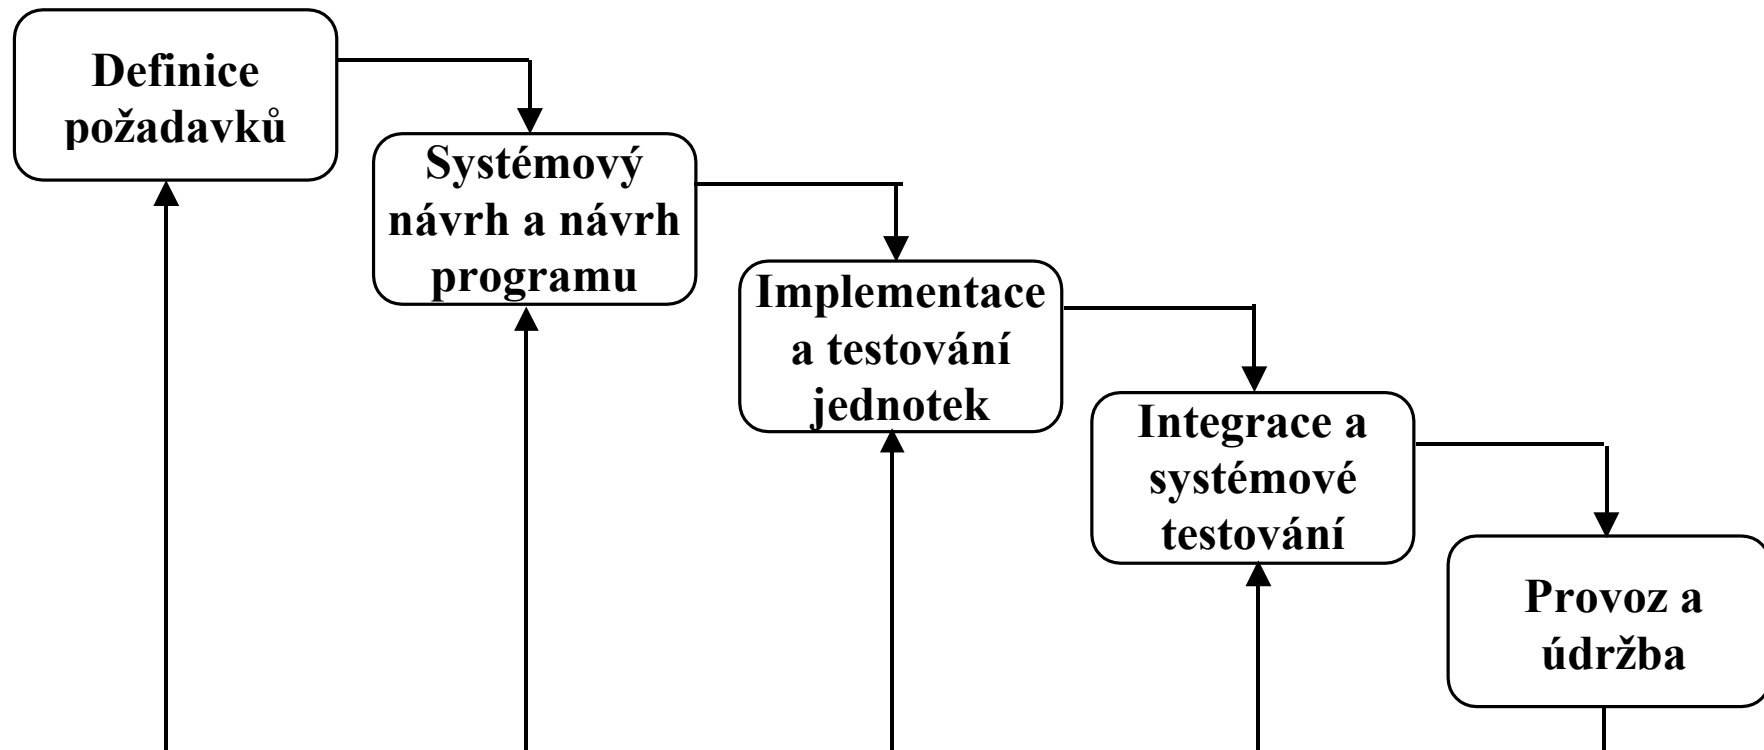 Definice
požadavků
Systémový
návrh a návrh
programu
Implementace
a testování
jednotek
Integrace a
systémové
testování
Provoz a
údržba